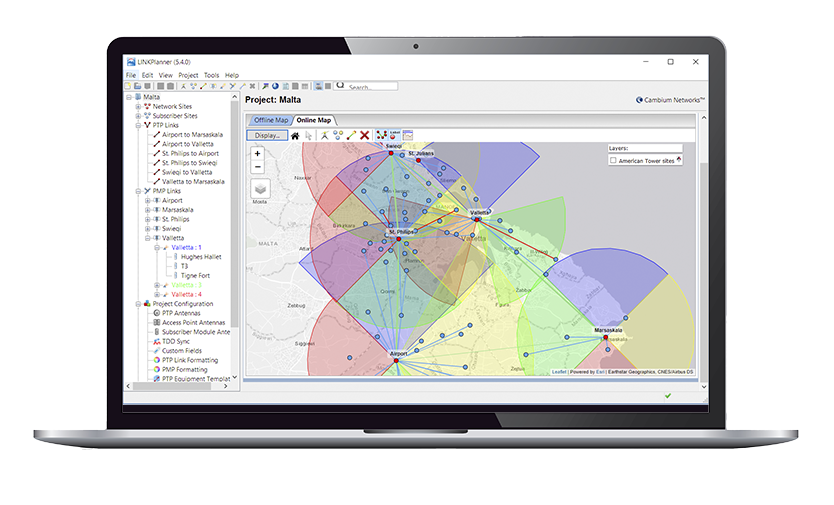 LINKPlanner (5.4.0)
File Edit View Project Tools Help
Search...
Malta
Network Sites
Subscriber Sites
PTP Links
Airport to Marsaskala
Airport to Valletta
St. Philips to Airport
St. Philips to Swieqi
Swieqi to Valletta
Valletta to Marsaskala
PMP Links
Airport
Marsaskala
St. Philips
Swieqi
Valletta
Valletta : 1
Hughes Hallet
T3
Tigne Fort
Valletta : 3
Valletta : 4
Project Configuration
PTP Antennas
Access Point Antennas
Subscriber Module Ante
TDD Sync
Custom Fields
PTP Link Formatting
PMP Formatting
PTP Equipment Templat
Project: Malta
Cambium Networks™
Offline Map Online Map
Display...
Layers:
American Tower sites
+
−
Swieqi
St. Julians
Naxxar
Mosta
Valletta
Valletta
Birkirkara
St. Philips
MALTA
Attard
Qormi
Zebbug
Siggiewi
Airport
Zabbar
Marsaskala
Leaflet | Powered by Esri | Earthstar Geographics, CNES/Airbus DS